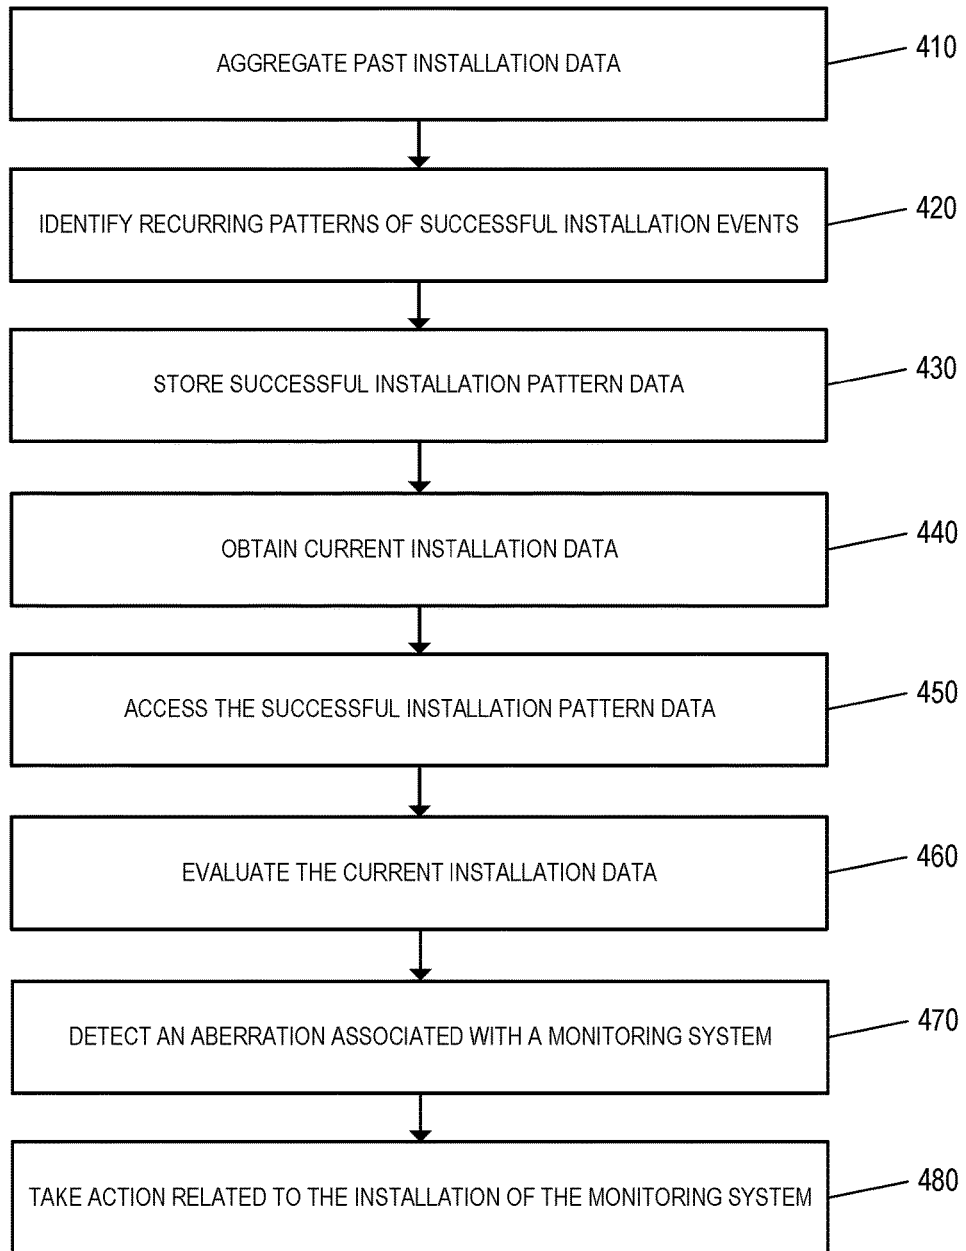 AGGREGATE PAST INSTALLATION DATA
410
IDENTIFY RECURRING PATTERNS OF SUCCESSFUL INSTALLATION EVENTS
420
STORE SUCCESSFUL INSTALLATION PATTERN DATA
430
OBTAIN CURRENT INSTALLATION DATA
440
ACCESS THE SUCCESSFUL INSTALLATION PATTERN DATA
450
EVALUATE THE CURRENT INSTALLATION DATA
460
DETECT AN ABERRATION ASSOCIATED WITH A MONITORING SYSTEM
470
TAKE ACTION RELATED TO THE INSTALLATION OF THE MONITORING SYSTEM
480